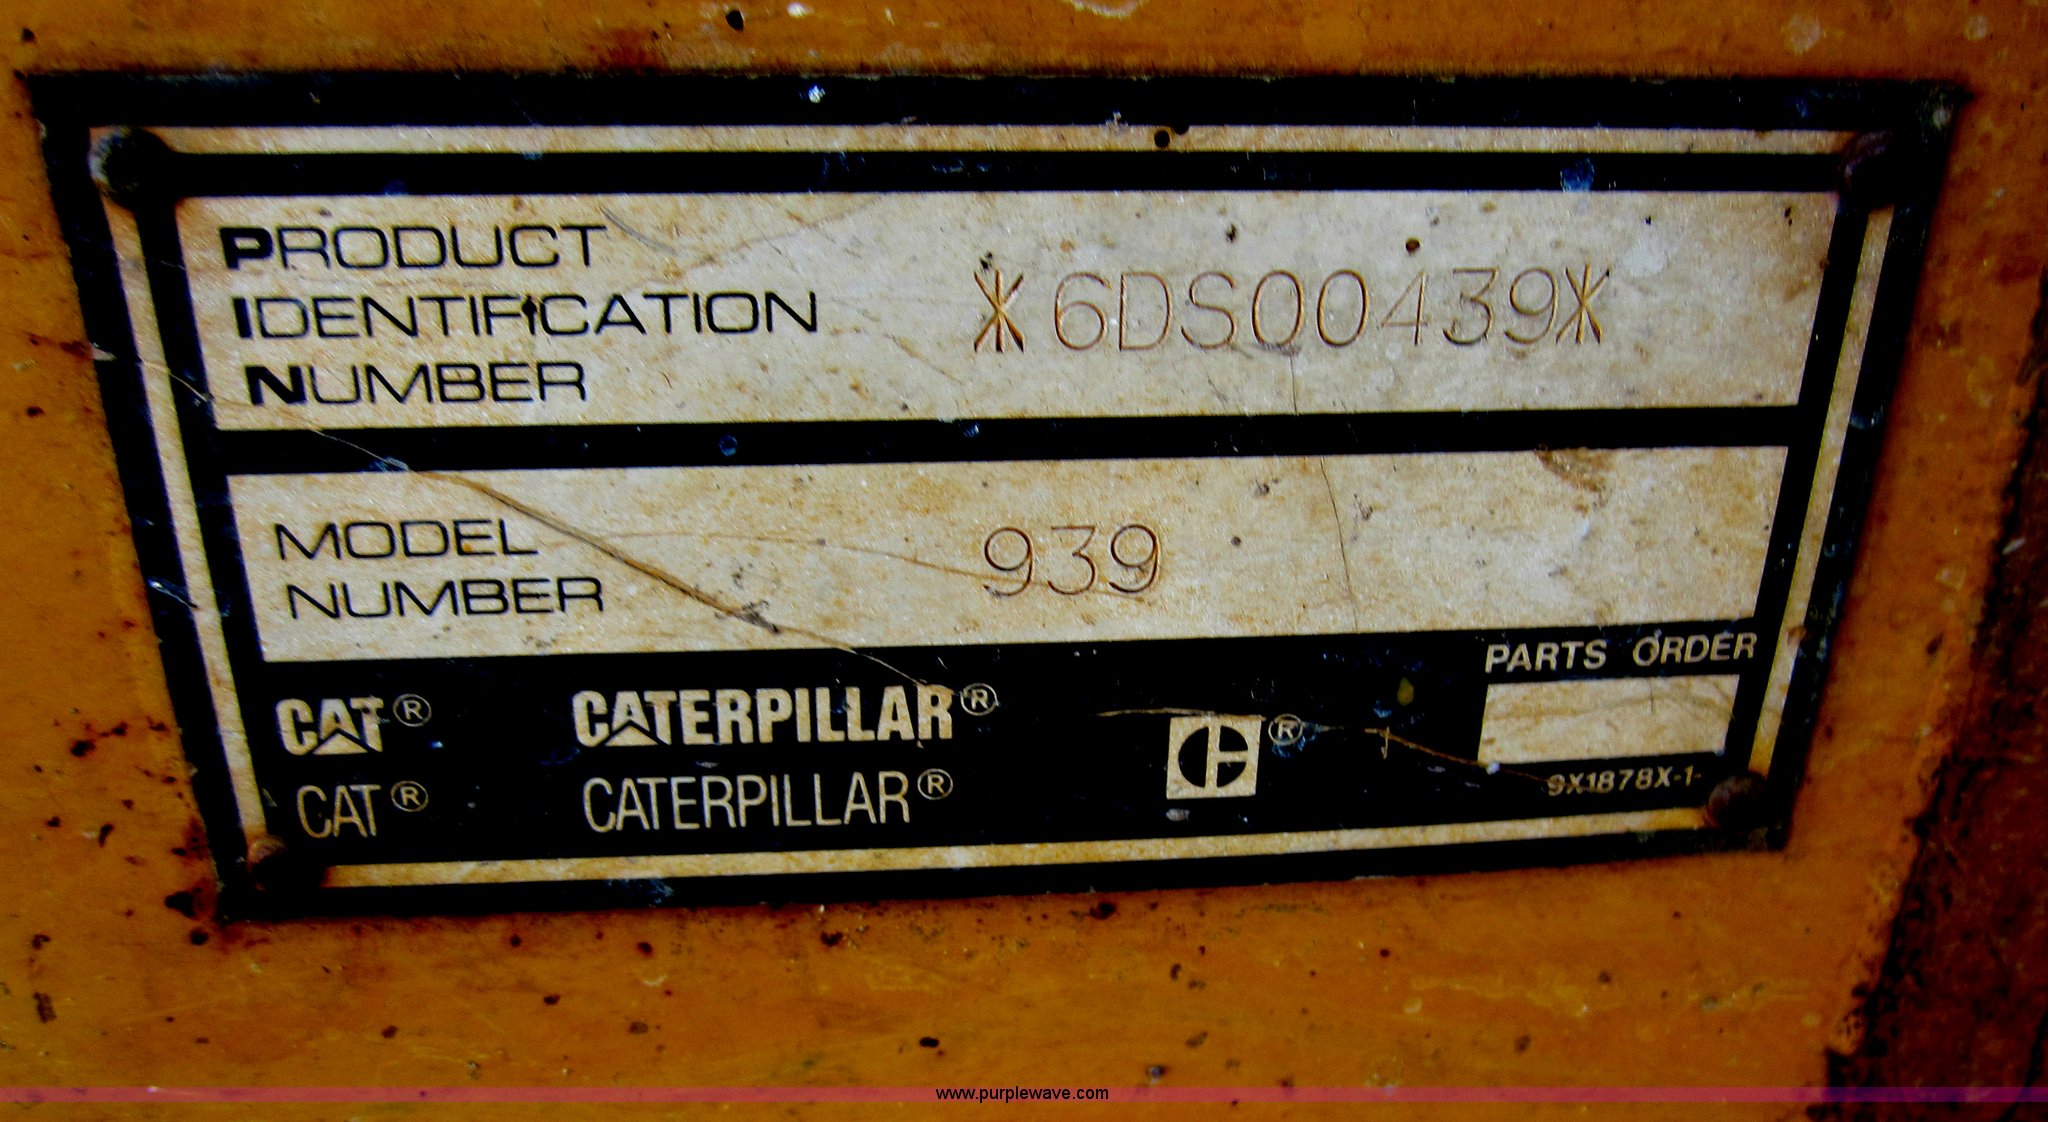 PRODUCT
IDENTIFICATION
NUMBER
*6DS00439*
MODEL
NUMBER
939
PARTS ORDER
CAT®
CATERPILLAR®
®
CAT®
CATERPILLAR®
9X1878X-1-
www.purplewave.com